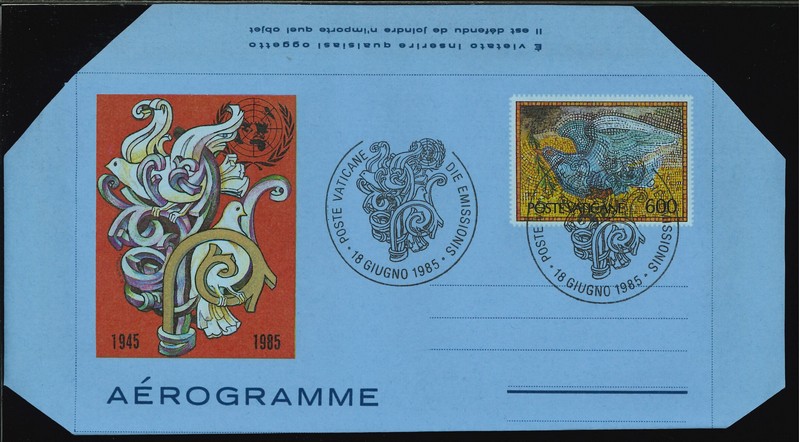 È vietato inserire qualsiasi oggetto
Il est défendu de joindre n'importe quel objet
1945 1985
POSTE VATICANE DIE EMISSIONIS
· 18 GIUGNO 1985 ·
POSTE VATICANE 600
POSTE
SSIONIS
· 18 GIUGNO 1985 ·
AÉROGRAMME